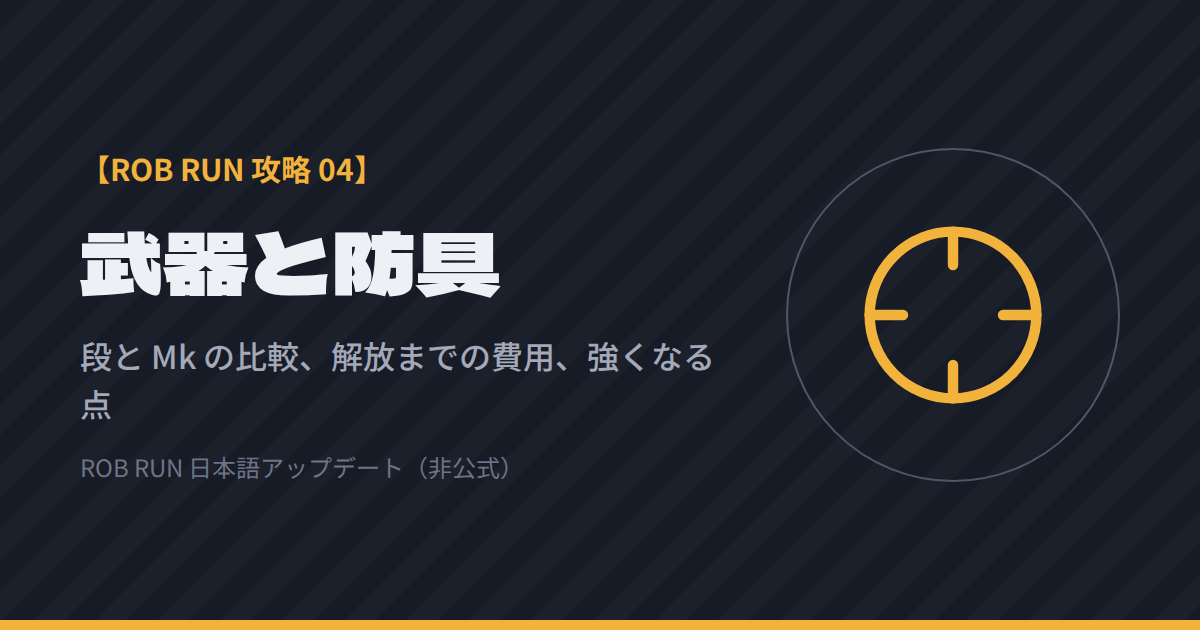 【ROB RUN 攻略 04】
武器と防具
段と Mk の比較、解放までの費用、強くなる
点
ROB RUN 日本語アップデート（非公式）